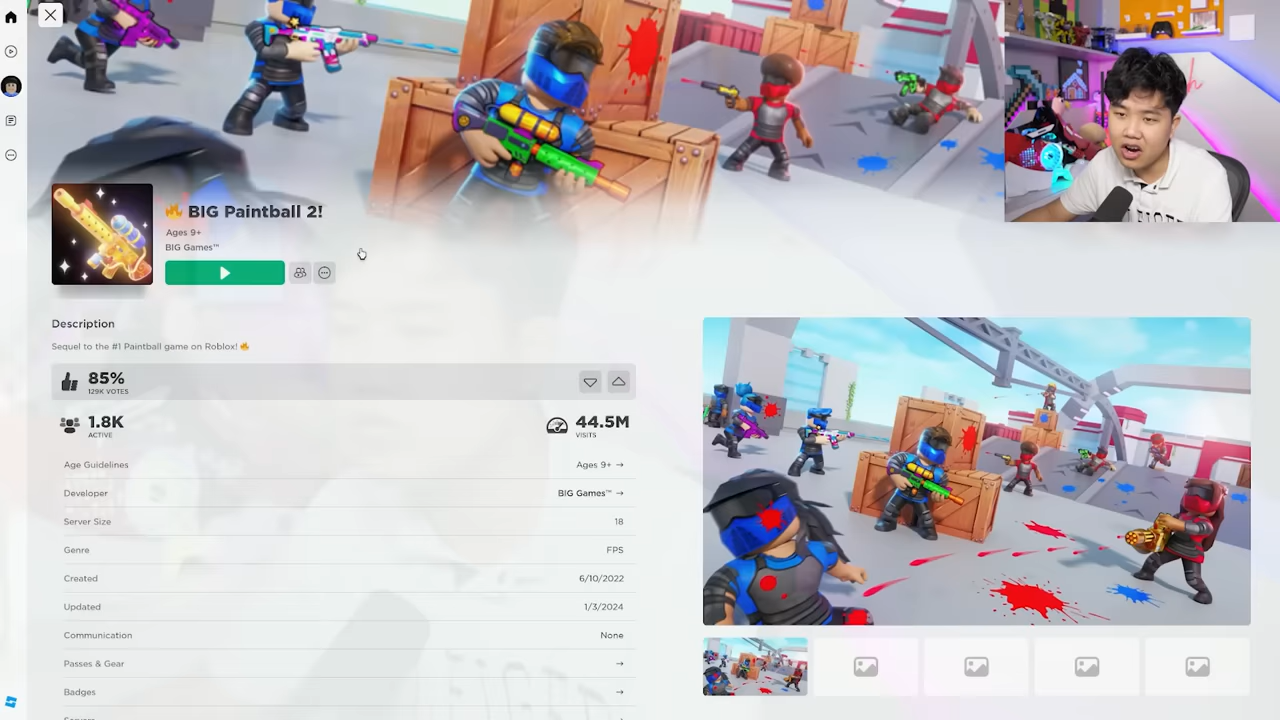 🔥 BIG Paintball 2!
Ages 9+
BIG Games™
Description
Sequel to the #1 Paintball game on Roblox! 🔥
85%
129K VOTES
1.8K
ACTIVE
44.5M
VISITS
Age Guidelines Ages 9+ →
Developer BIG Games™ →
Server Size 18
Genre FPS
Created 6/10/2022
Updated 1/3/2024
Communication None
Passes & Gear →
Badges →